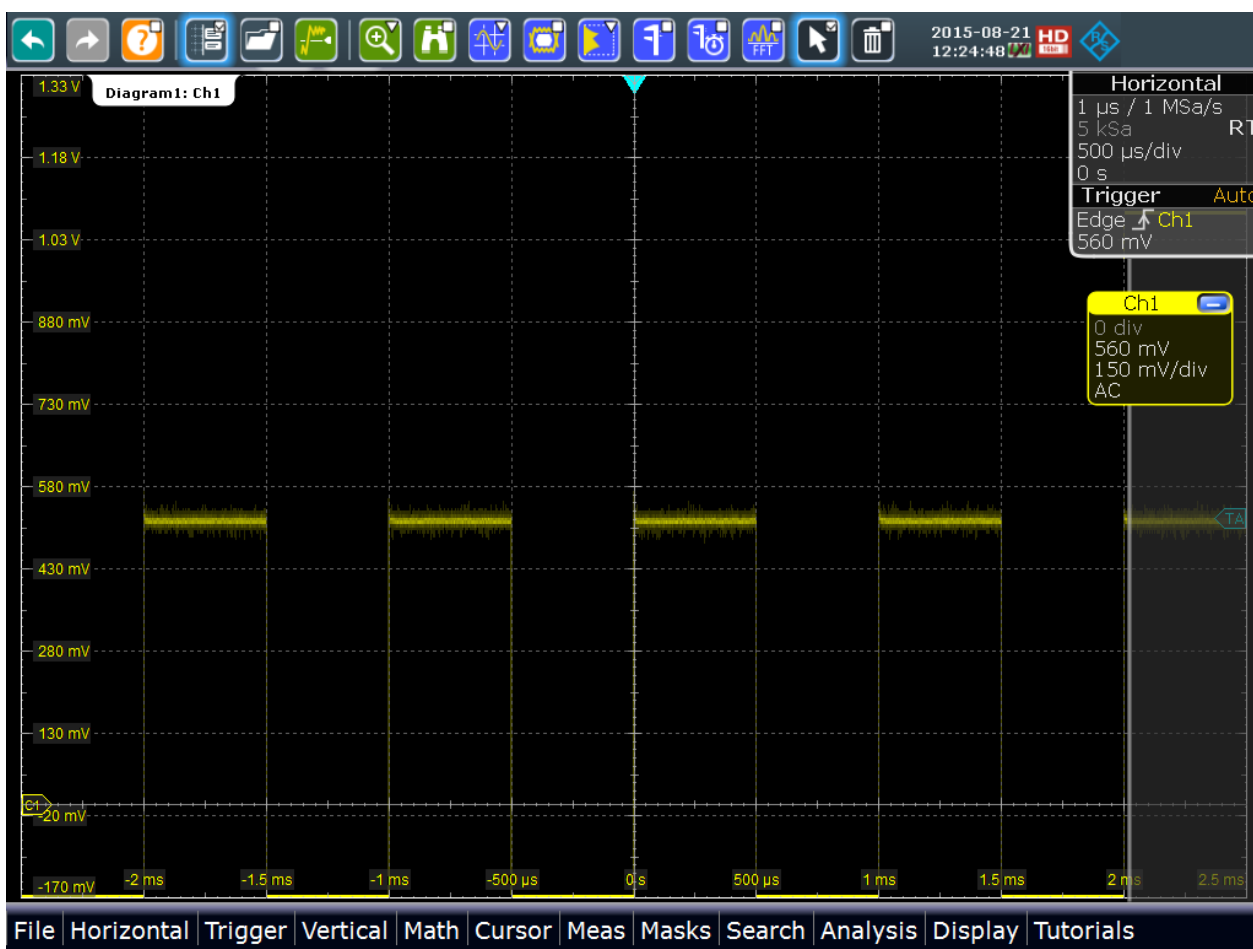 2015-08-21
12:24:48
HD
16bit
R
S
FFT
Diagram1: Ch1
Horizontal
1 µs / 1 MSa/s
5 kSa RT
500 µs/div
0 s
Trigger Auto
Edge Ch1
560 mV
Ch1
0 div
560 mV
150 mV/div
AC
1.33 V
1.18 V
1.03 V
880 mV
730 mV
580 mV
TA
430 mV
280 mV
130 mV
C1
-20 mV
-170 mV
-2 ms -1.5 ms -1 ms -500 µs 0 s 500 µs 1 ms 1.5 ms 2 ms 2.5 ms
File Horizontal Trigger Vertical Math Cursor Meas Masks Search Analysis Display Tutorials